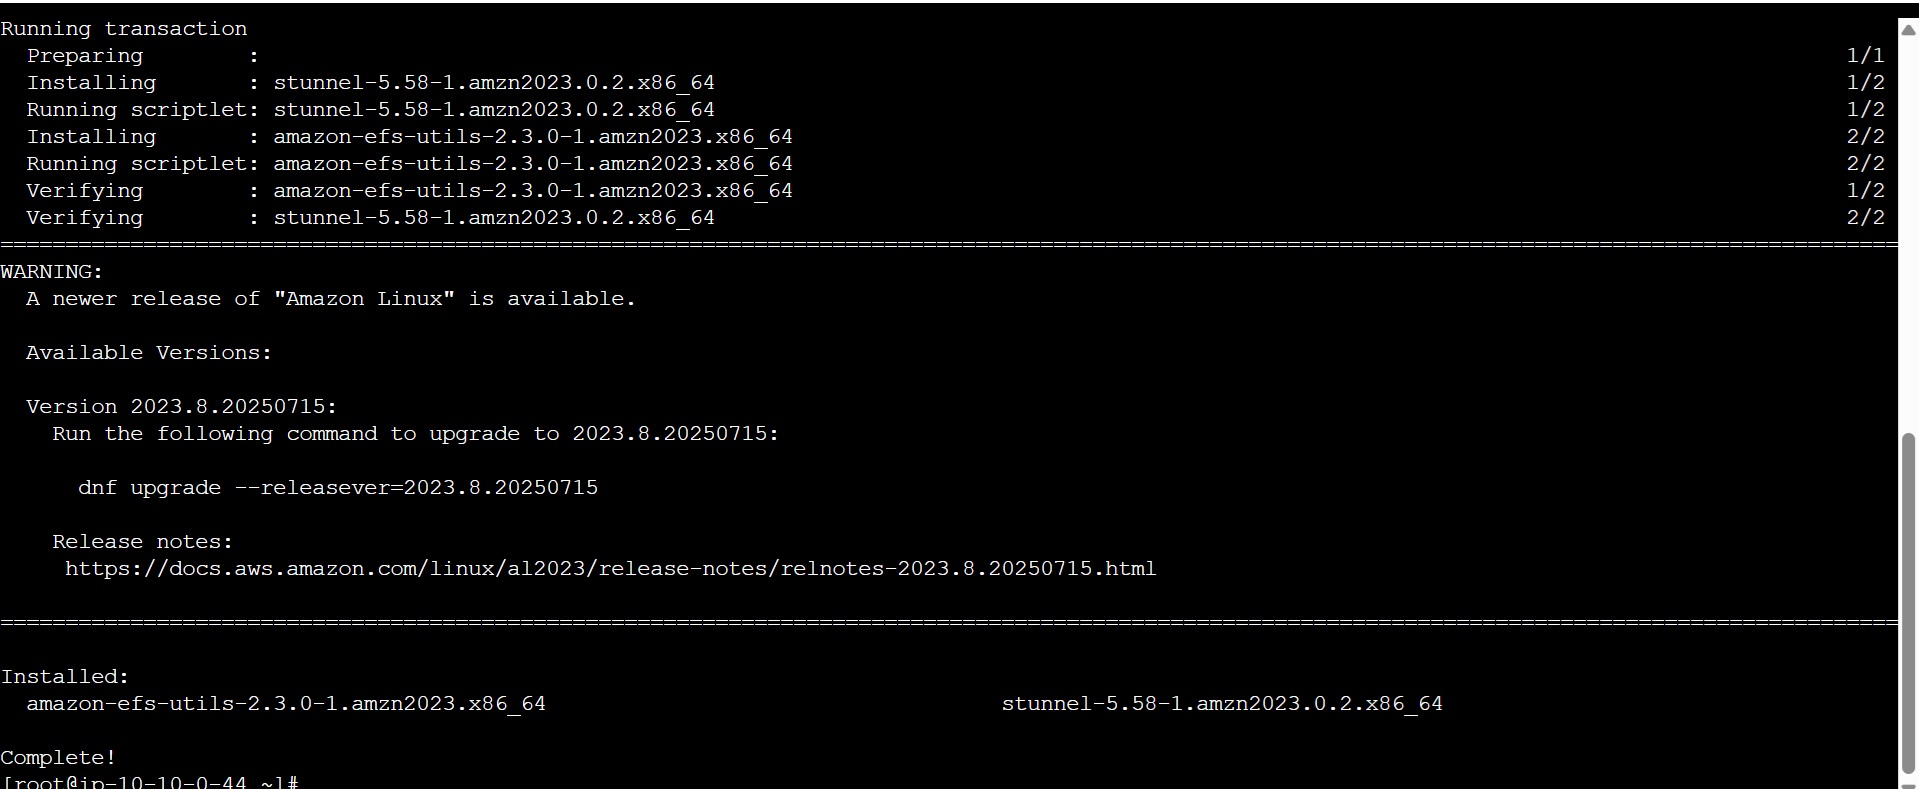 Running transaction
  Preparing        :                                                                 1/1
  Installing       : stunnel-5.58-1.amzn2023.0.2.x86_64                              1/2
  Running scriptlet: stunnel-5.58-1.amzn2023.0.2.x86_64                              1/2
  Installing       : amazon-efs-utils-2.3.0-1.amzn2023.x86_64                        2/2
  Running scriptlet: amazon-efs-utils-2.3.0-1.amzn2023.x86_64                        2/2
  Verifying        : amazon-efs-utils-2.3.0-1.amzn2023.x86_64                        1/2
  Verifying        : stunnel-5.58-1.amzn2023.0.2.x86_64                              2/2
==================================================================================================================================================
WARNING:
  A newer release of "Amazon Linux" is available.

  Available Versions:

  Version 2023.8.20250715:
    Run the following command to upgrade to 2023.8.20250715:

      dnf upgrade --releasever=2023.8.20250715

    Release notes:
     https://docs.aws.amazon.com/linux/al2023/release-notes/relnotes-2023.8.20250715.html

==================================================================================================================================================

Installed:
  amazon-efs-utils-2.3.0-1.amzn2023.x86_64                                   stunnel-5.58-1.amzn2023.0.2.x86_64

Complete!
[root@ip-10-10-0-44 ~]#